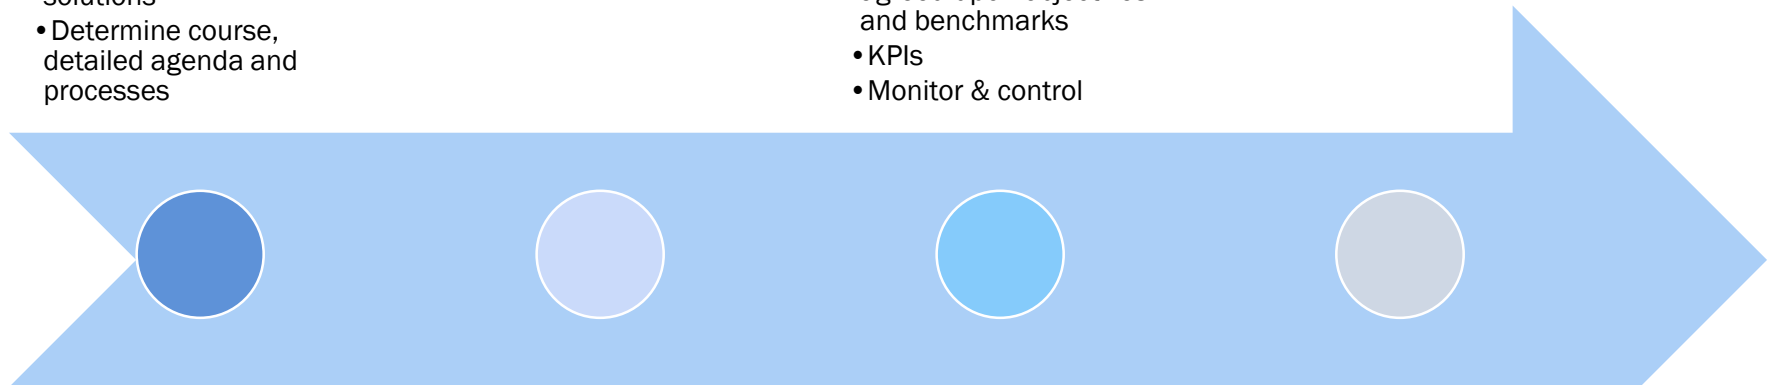 •Determine course,
detailed agenda and
processes
and benchmarks
•KPIs
•Monitor & control